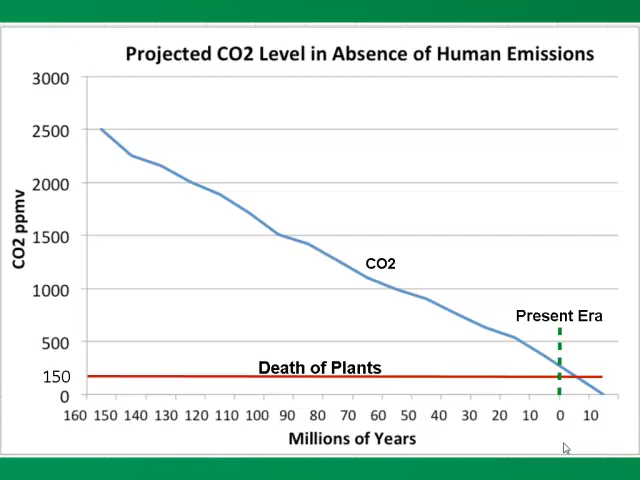 Projected CO2 Level in Absence of Human Emissions
3000
2500
2000
1500
1000
500
150
0
CO2 ppmv
CO2
Present Era
Death of Plants
160 150 140 130 120 110 100 90 80 70 60 50 40 30 20 10 0 10
Millions of Years